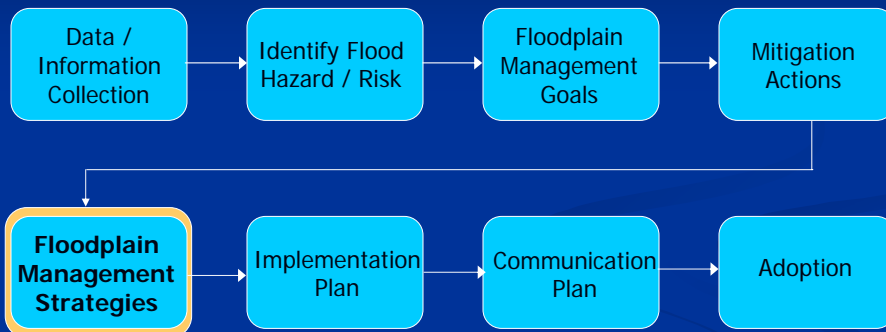 Data /
Information
Collection
Identify Flood
Hazard / Risk
Floodplain
Management
Goals
Mitigation
Actions
Floodplain
Management
Strategies
Implementation
Plan
Communication
Plan
Adoption